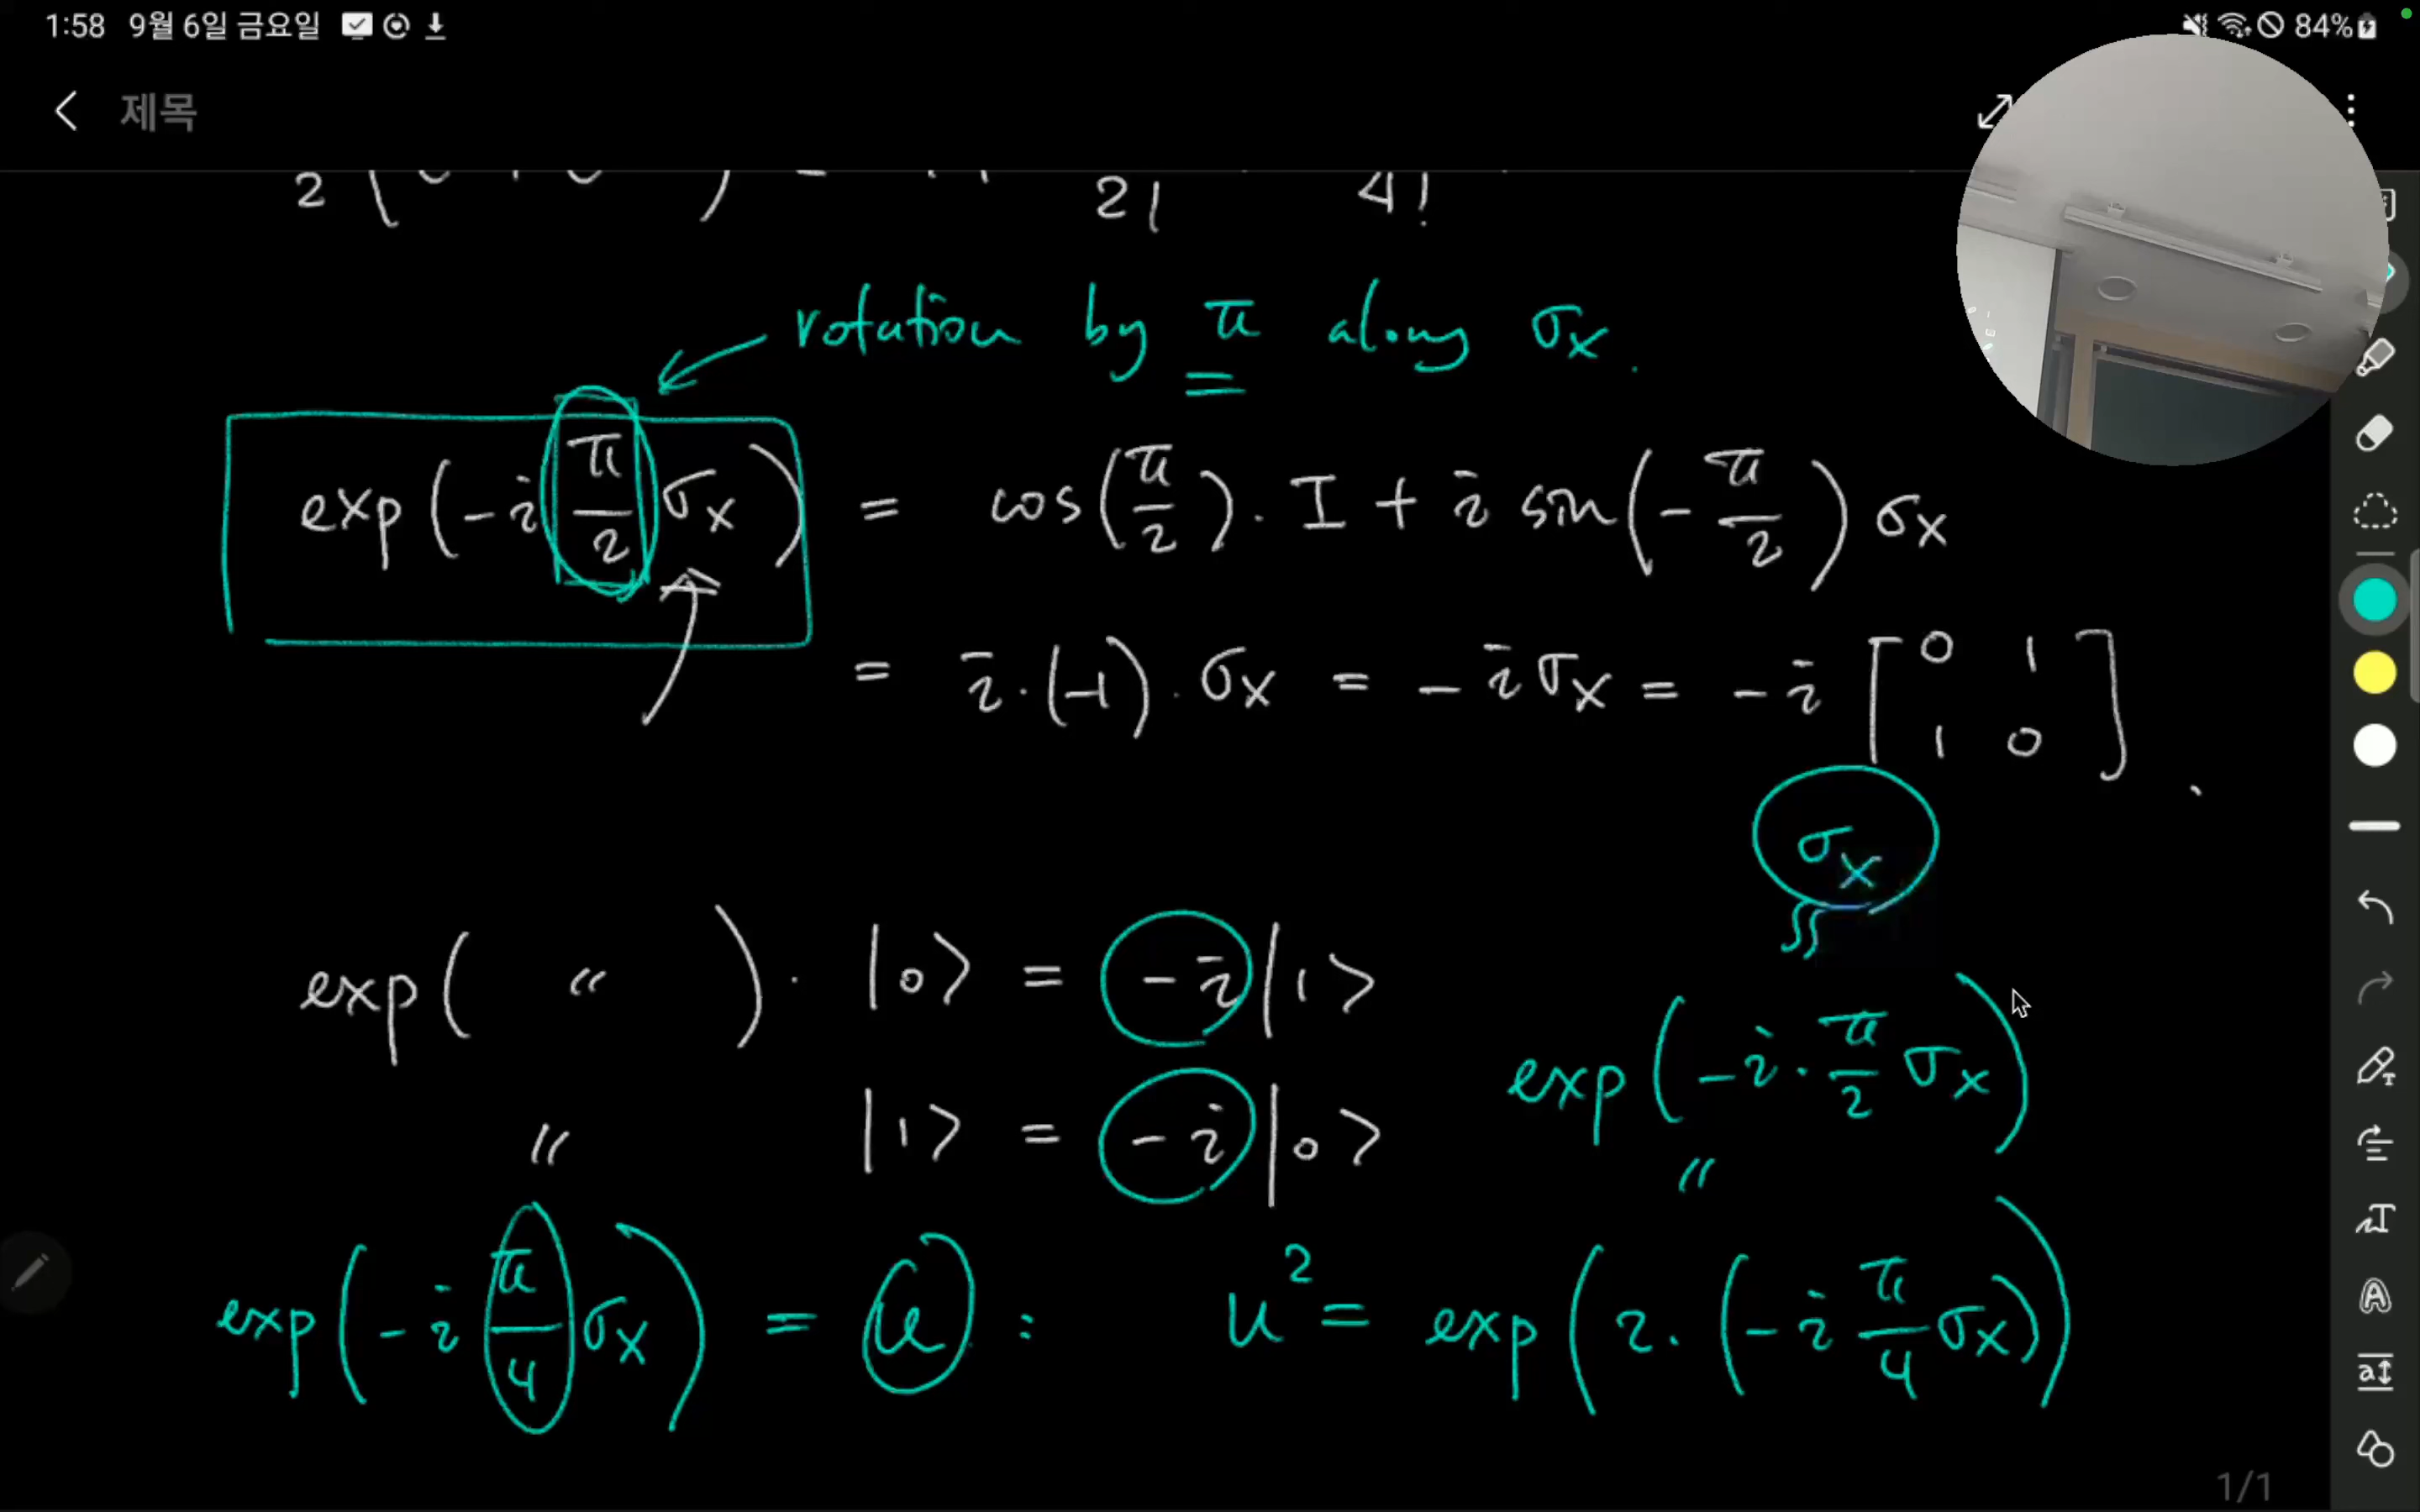 1:58 9월 6일 금요일 84%
제목
2 ( ) 2! 4!
rotation by π along σx.
exp(-i π/2 σx) = cos(π/2)·I + i sin(-π/2) σx
= i·(-1)·σx = -iσx = -i [0 1
1 0].
σx
exp( " )·|0> = -i|1>
exp(-i·π/2 σx)
" |1> = -i|0>
"
exp(-i π/4 σx) = U : U² = exp(2·(-i π/4 σx))
1/1